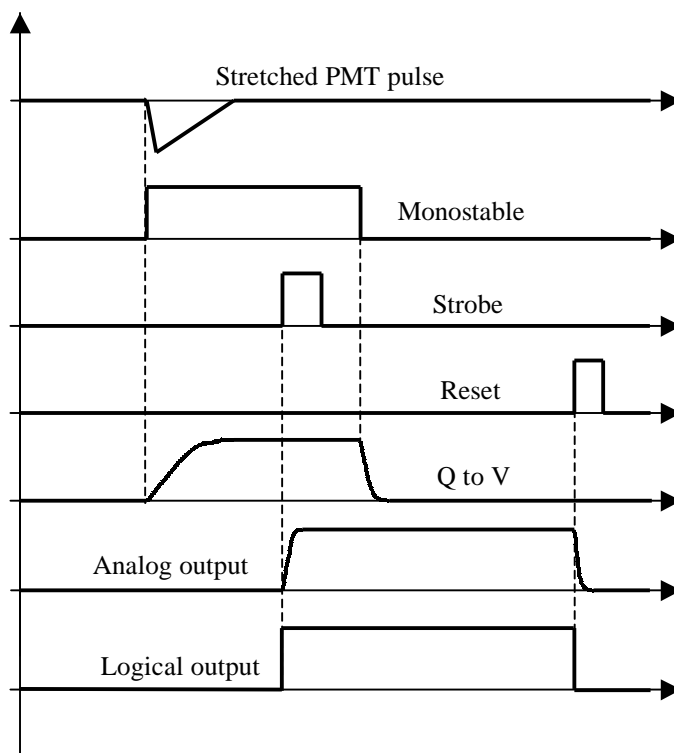 Stretched PMT pulse
Monostable
Strobe
Reset
Q to V
Analog output
Logical output